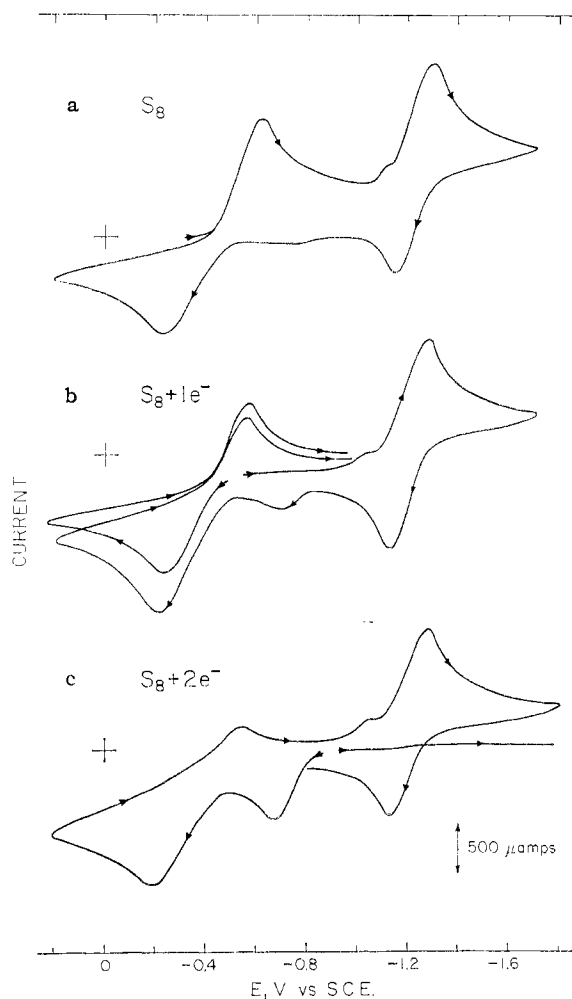 a S₈
b S₈+1e⁻
c S₈+2e⁻
CURRENT
500 μamps
0 -0.4 -0.8 -1.2 -1.6
E, V vs SCE.